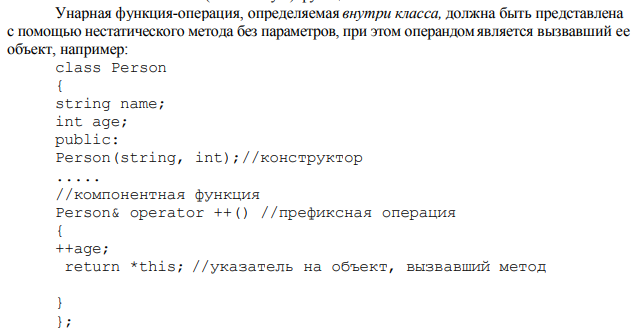 Унарная функция-операция, определяемая внутри класса, должна быть представлена
с помощью нестатического метода без параметров, при этом операндом является вызвавший ее
объект, например:
class Person
{
string name;
int age;
public:
Person(string, int);//конструктор
.....
//компонентная функция
Person& operator ++() //префиксная операция
{
++age;
return *this; //указатель на объект, вызвавший метод
}
};